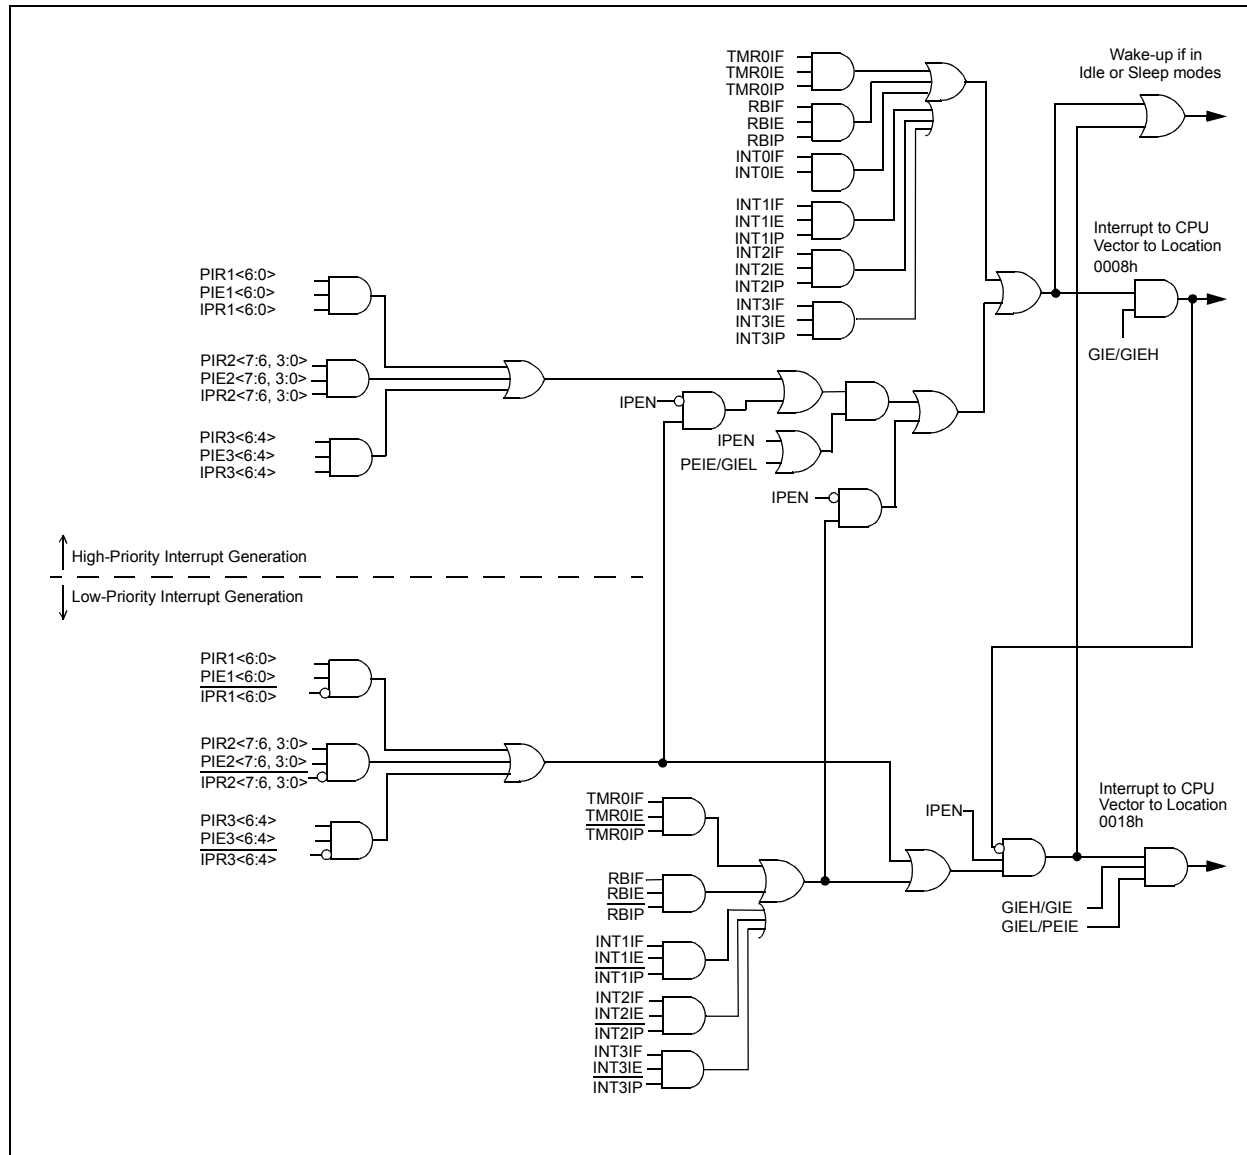 TMR0IF
TMR0IE
TMR0IP
RBIF
RBIE
RBIP
INT0IF
INT0IE
INT1IF
INT1IE
INT1IP
INT2IF
INT2IE
INT2IP
INT3IF
INT3IE
INT3IP
Wake-up if in
Idle or Sleep modes
Interrupt to CPU
Vector to Location
0008h
GIE/GIEH
PIR1<6:0>
PIE1<6:0>
IPR1<6:0>
PIR2<7:6, 3:0>
PIE2<7:6, 3:0>
IPR2<7:6, 3:0>
PIR3<6:4>
PIE3<6:4>
IPR3<6:4>
IPEN
IPEN
PEIE/GIEL
IPEN
High-Priority Interrupt Generation
Low-Priority Interrupt Generation
PIR1<6:0>
PIE1<6:0>
IPR1<6:0>
PIR2<7:6, 3:0>
PIE2<7:6, 3:0>
IPR2<7:6, 3:0>
PIR3<6:4>
PIE3<6:4>
IPR3<6:4>
TMR0IF
TMR0IE
TMR0IP
RBIF
RBIE
RBIP
INT1IF
INT1IE
INT1IP
INT2IF
INT2IE
INT2IP
INT3IF
INT3IE
INT3IP
IPEN
Interrupt to CPU
Vector to Location
0018h
GIEH/GIE
GIEL/PEIE